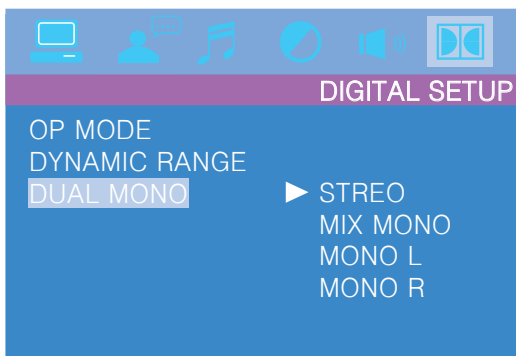 DIGITAL SETUP
OP MODE
DYNAMIC RANGE
DUAL MONO
STREO
MIX MONO
MONO L
MONO R